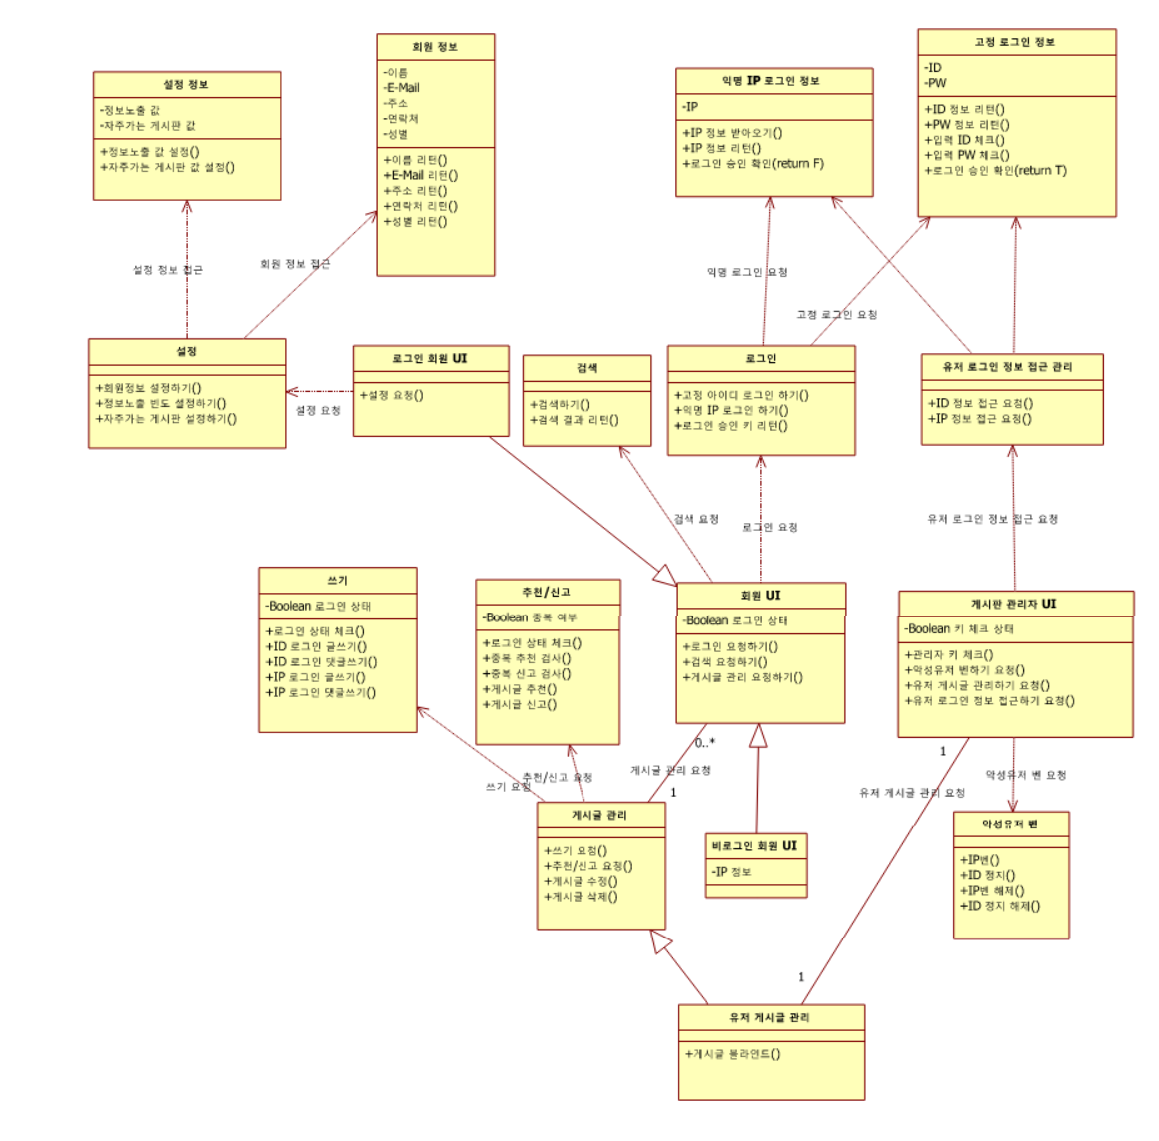 회원 정보
-이름
-E-Mail
-주소
-연락처
-성별
+이름 리턴()
+E-Mail 리턴()
+주소 리턴()
+연락처 리턴()
+성별 리턴()
고정 로그인 정보
-ID
-PW
+ID 정보 리턴()
+PW 정보 리턴()
+입력 ID 체크()
+입력 PW 체크()
+로그인 승인 확인(return T)
설정 정보
-정보노출 값
-자주가는 게시판 값
+정보노출 값 설정()
+자주가는 게시판 값 설정()
익명 IP 로그인 정보
-IP
+IP 정보 받아오기()
+IP 정보 리턴()
+로그인 승인 확인(return F)
설정 정보 접근
회원 정보 접근
익명 로그인 요청
고정 로그인 요청
설정
+회원정보 설정하기()
+정보노출 빈도 설정하기()
+자주가는 게시판 설정하기()
설정 요청
로그인 회원 UI
+설정 요청()
검색
+검색하기()
+검색 결과 리턴()
로그인
+고정 아이디 로그인 하기()
+익명 IP 로그인 하기()
+로그인 승인 키 리턴()
유저 로그인 정보 접근 관리
+ID 정보 접근 요청()
+IP 정보 접근 요청()
검색 요청
로그인 요청
유저 로그인 정보 접근 요청
쓰기
-Boolean 로그인 상태
+로그인 상태 체크()
+ID 로그인 글쓰기()
+ID 로그인 댓글쓰기()
+IP 로그인 글쓰기()
+IP 로그인 댓글쓰기()
추천/신고
-Boolean 중복 여부
+로그인 상태 체크()
+중복 추천 검사()
+중복 신고 검사()
+게시글 추천()
+게시글 신고()
회원 UI
-Boolean 로그인 상태
+로그인 요청하기()
+검색 요청하기()
+게시글 관리 요청하기()
게시판 관리자 UI
-Boolean 키 체크 상태
+관리자 키 체크()
+악성유저 벤하기 요청()
+유저 게시글 관리하기 요청()
+유저 로그인 정보 접근하기 요청()
쓰기 요청
추천/신고 요청
게시글 관리 요청
0..*
1
1
유저 게시글 관리 요청
악성유저 벤 요청
게시글 관리
+쓰기 요청()
+추천/신고 요청()
+게시글 수정()
+게시글 삭제()
비로그인 회원 UI
-IP 정보
악성유저 벤
+IP벤()
+ID 정지()
+IP벤 해제()
+ID 정지 해제()
1
유저 게시글 관리
+게시글 블라인드()